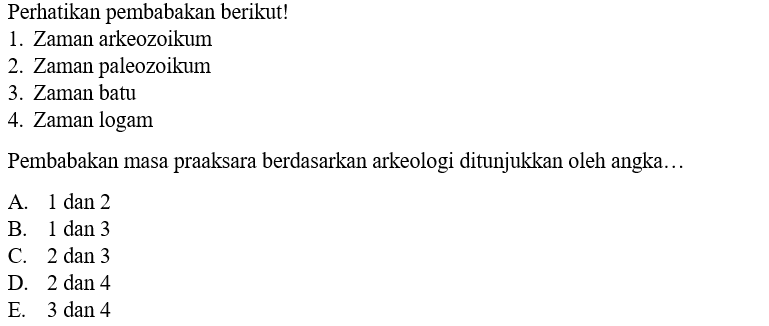 Perhatikan pembabakan berikut!
1. Zaman arkeozoikum
2. Zaman paleozoikum
3. Zaman batu
4. Zaman logam
Pembabakan masa praaksara berdasarkan arkeologi ditunjukkan oleh angka…
A. 1 dan 2
B. 1 dan 3
C. 2 dan 3
D. 2 dan 4
E. 3 dan 4